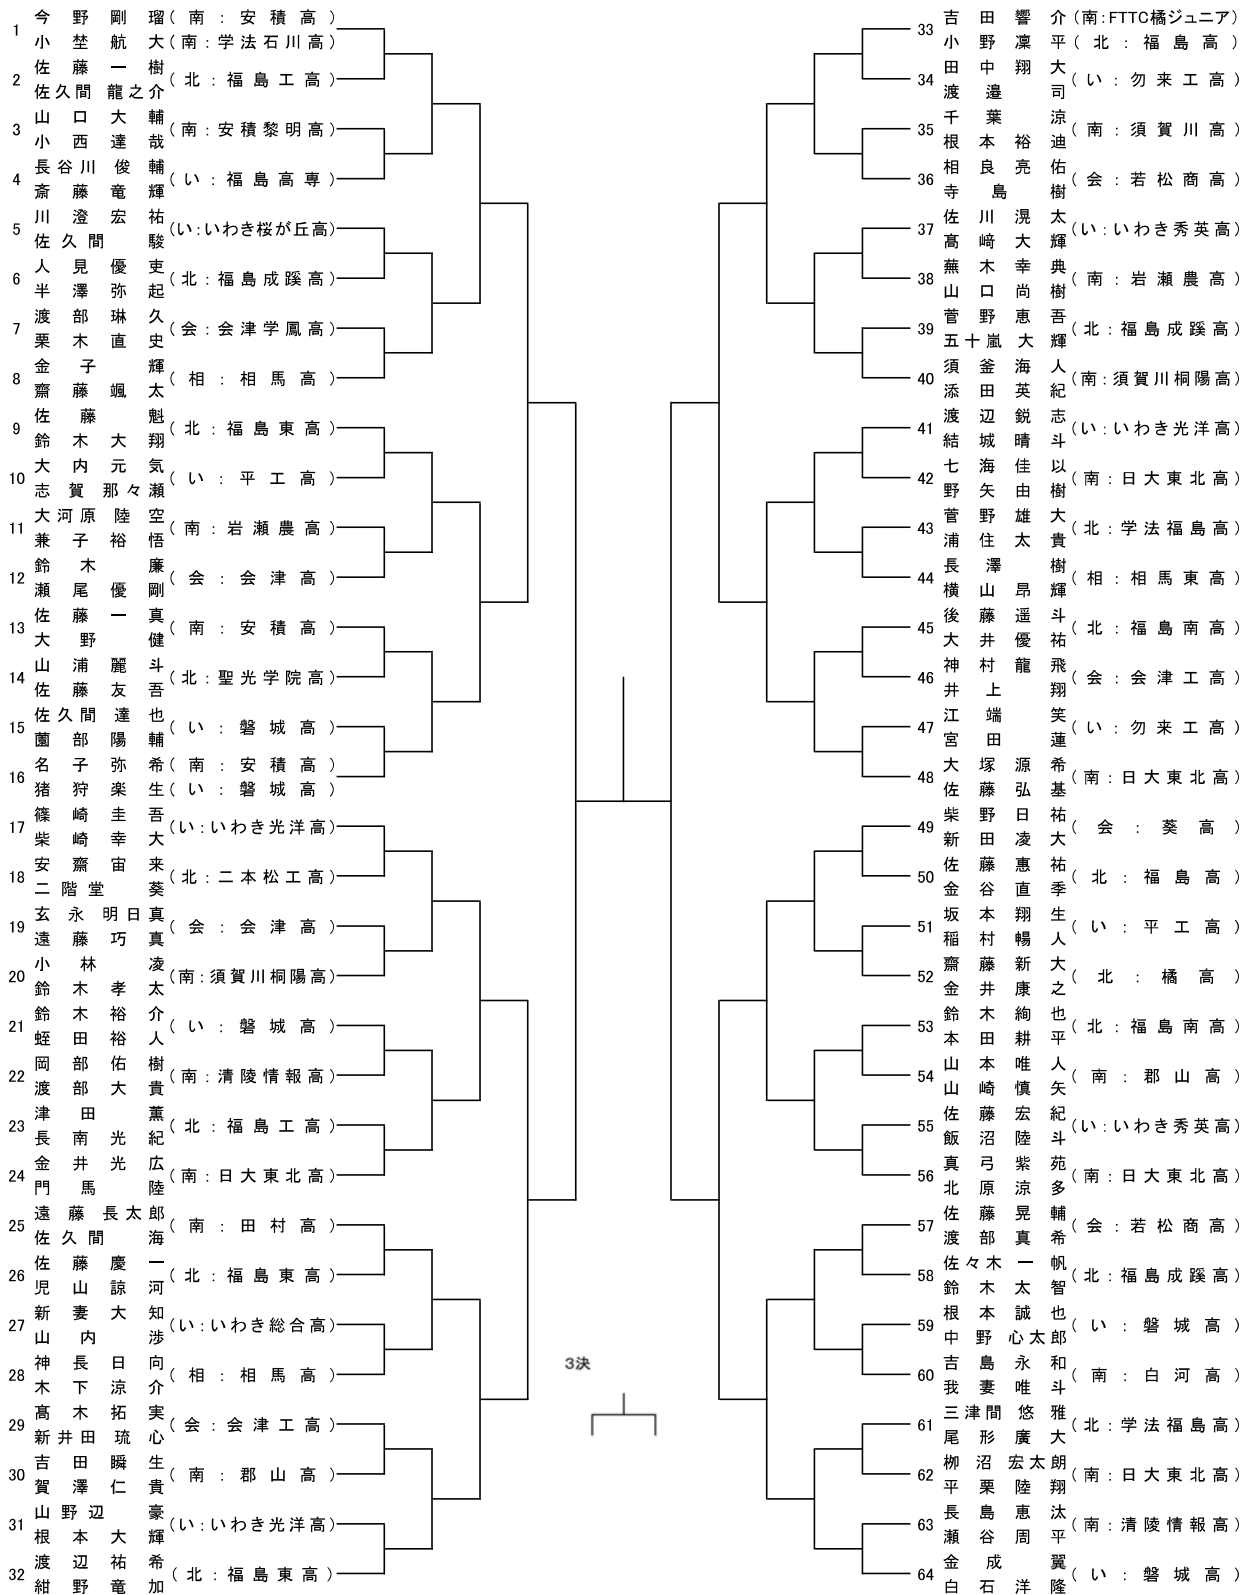 1 今野剛瑠(南:安積高)
小埜航大(南:学法石川高)
2 佐藤一樹 (北:福島工高)
佐久間龍之介
3 山口大輔 (南:安積黎明高)
小西達哉
4 長谷川俊輔 (い:福島高専)
斎藤竜輝
5 川澄宏祐 (い:いわき桜が丘高)
佐久間駿
6 人見優吏 (北:福島成蹊高)
半澤弥起
7 渡部琳久 (会:会津学鳳高)
栗木直史
8 金子輝 (相:相馬高)
齋藤颯太
9 佐藤魁 (北:福島東高)
鈴木大翔
10 大内元気 (い:平工高)
志賀那々瀬
11 大河原陸空 (南:岩瀬農高)
兼子裕悟
12 鈴木廉 (会:会津高)
瀬尾優剛
13 佐藤一真 (南:安積高)
大野健
14 山浦麗斗 (北:聖光学院高)
佐藤友吾
15 佐久間達也 (い:磐城高)
薗部陽輔
16 名子弥希(南:安積高)
猪狩楽生(い:磐城高)
17 篠崎圭吾 (い:いわき光洋高)
柴崎幸大
18 安齋宙来 (北:二本松工高)
二階堂葵
19 玄永明日真 (会:会津高)
遠藤巧真
20 小林凌 (南:須賀川桐陽高)
鈴木孝太
21 鈴木裕介 (い:磐城高)
蛭田裕人
22 岡部佑樹 (南:清陵情報高)
渡部大貴
23 津田薫 (北:福島工高)
長南光紀
24 金井光広 (南:日大東北高)
門馬陸
25 遠藤長太郎 (南:田村高)
佐久間海
26 佐藤慶一 (北:福島東高)
児山諒河
27 新妻大知 (い:いわき総合高)
山内渉
28 神長日向 (相:相馬高)
木下涼介
29 髙木拓実 (会:会津工高)
新井田琉心
30 吉田瞬生 (南:郡山高)
賀澤仁貴
31 山野辺豪 (い:いわき光洋高)
根本大輝
32 渡辺祐希 (北:福島東高)
紺野竜加
3決
33 吉田響介(南:FTTC橘ジュニア)
小野凜平(北:福島高)
34 田中翔大 (い:勿来工高)
渡邉司
35 千葉涼 (南:須賀川高)
根本裕迪
36 相良亮佑 (会:若松商高)
寺島樹
37 佐川滉太 (い:いわき秀英高)
髙﨑大輝
38 蕪木幸典 (南:岩瀬農高)
山口尚樹
39 菅野恵吾 (北:福島成蹊高)
五十嵐大輝
40 須釜海人 (南:須賀川桐陽高)
添田英紀
41 渡辺鋭志 (い:いわき光洋高)
結城晴斗
42 七海佳以 (南:日大東北高)
野矢由樹
43 菅野雄大 (北:学法福島高)
浦住太貴
44 長澤樹 (相:相馬東高)
横山昂輝
45 後藤遥斗 (北:福島南高)
大井優祐
46 神村龍飛 (会:会津工高)
井上翔
47 江端笑 (い:勿来工高)
宮田蓮
48 大塚源希 (南:日大東北高)
佐藤弘基
49 柴野日祐 (会:葵高)
新田凌大
50 佐藤惠祐 (北:福島高)
金谷直季
51 坂本翔生 (い:平工高)
稲村暢人
52 齋藤新大 (北:橘高)
金井康之
53 鈴木絢也 (北:福島南高)
本田耕平
54 山本唯人 (南:郡山高)
山崎慎矢
55 佐藤宏紀 (い:いわき秀英高)
飯沼陸斗
56 真弓紫苑 (南:日大東北高)
北原涼多
57 佐藤晃輔 (会:若松商高)
渡部真希
58 佐々木一帆 (北:福島成蹊高)
鈴木太智
59 根本誠也 (い:磐城高)
中野心太郎
60 吉島永和 (南:白河高)
我妻唯斗
61 三津間悠雅 (北:学法福島高)
尾形廣大
62 栁沼宏太朗 (南:日大東北高)
平栗陸翔
63 長島恵汰 (南:清陵情報高)
瀬谷周平
64 金成翼 (い:磐城高)
白石洋隆